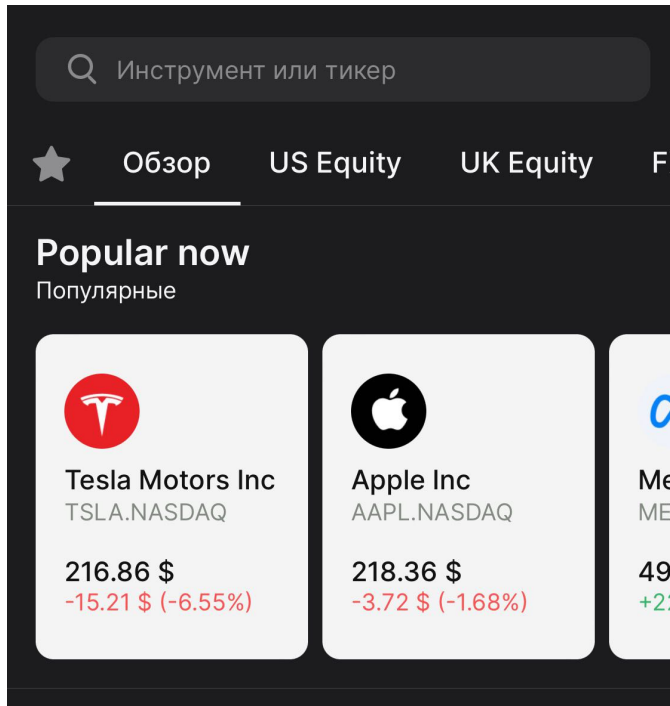 Инструмент или тикер
Обзор
US Equity
UK Equity
Popular now
Популярные
Tesla Motors Inc
TSLA.NASDAQ
216.86 $
-15.21 $ (-6.55%)
Apple Inc
AAPL.NASDAQ
218.36 $
-3.72 $ (-1.68%)